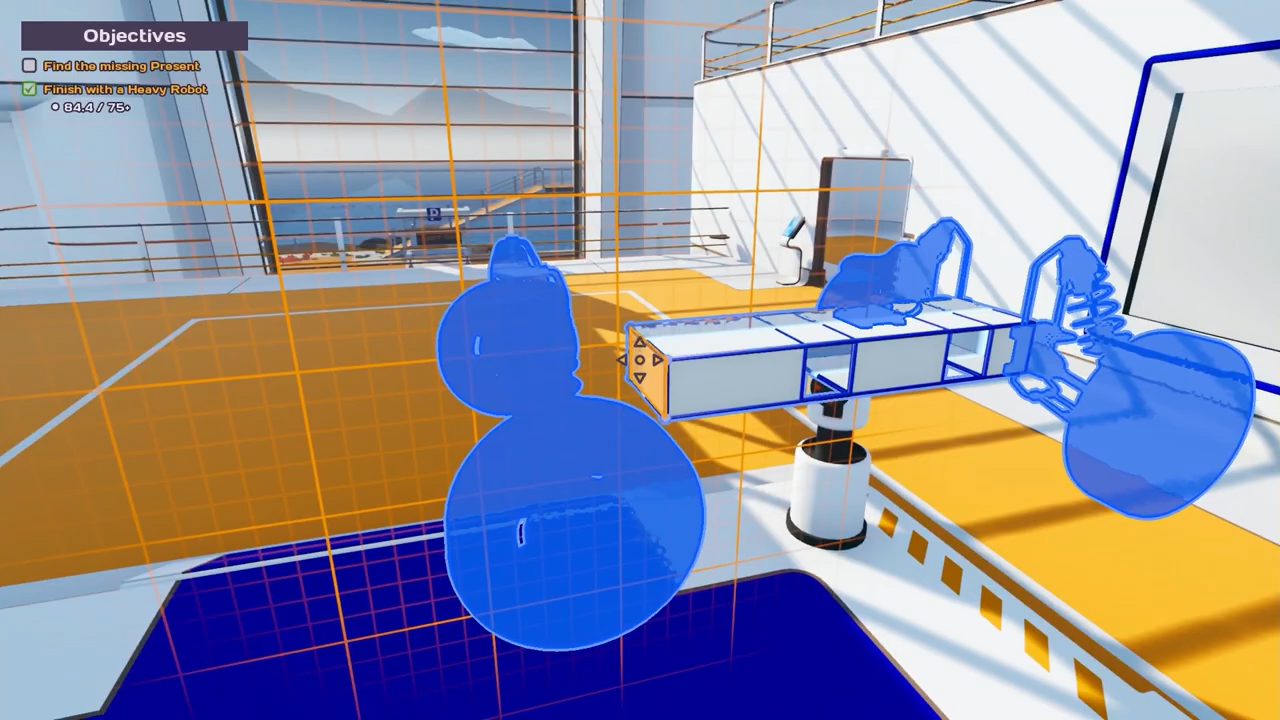 Objectives
Find the missing Present
Finish with a Heavy Robot
84.4 / 75+
P